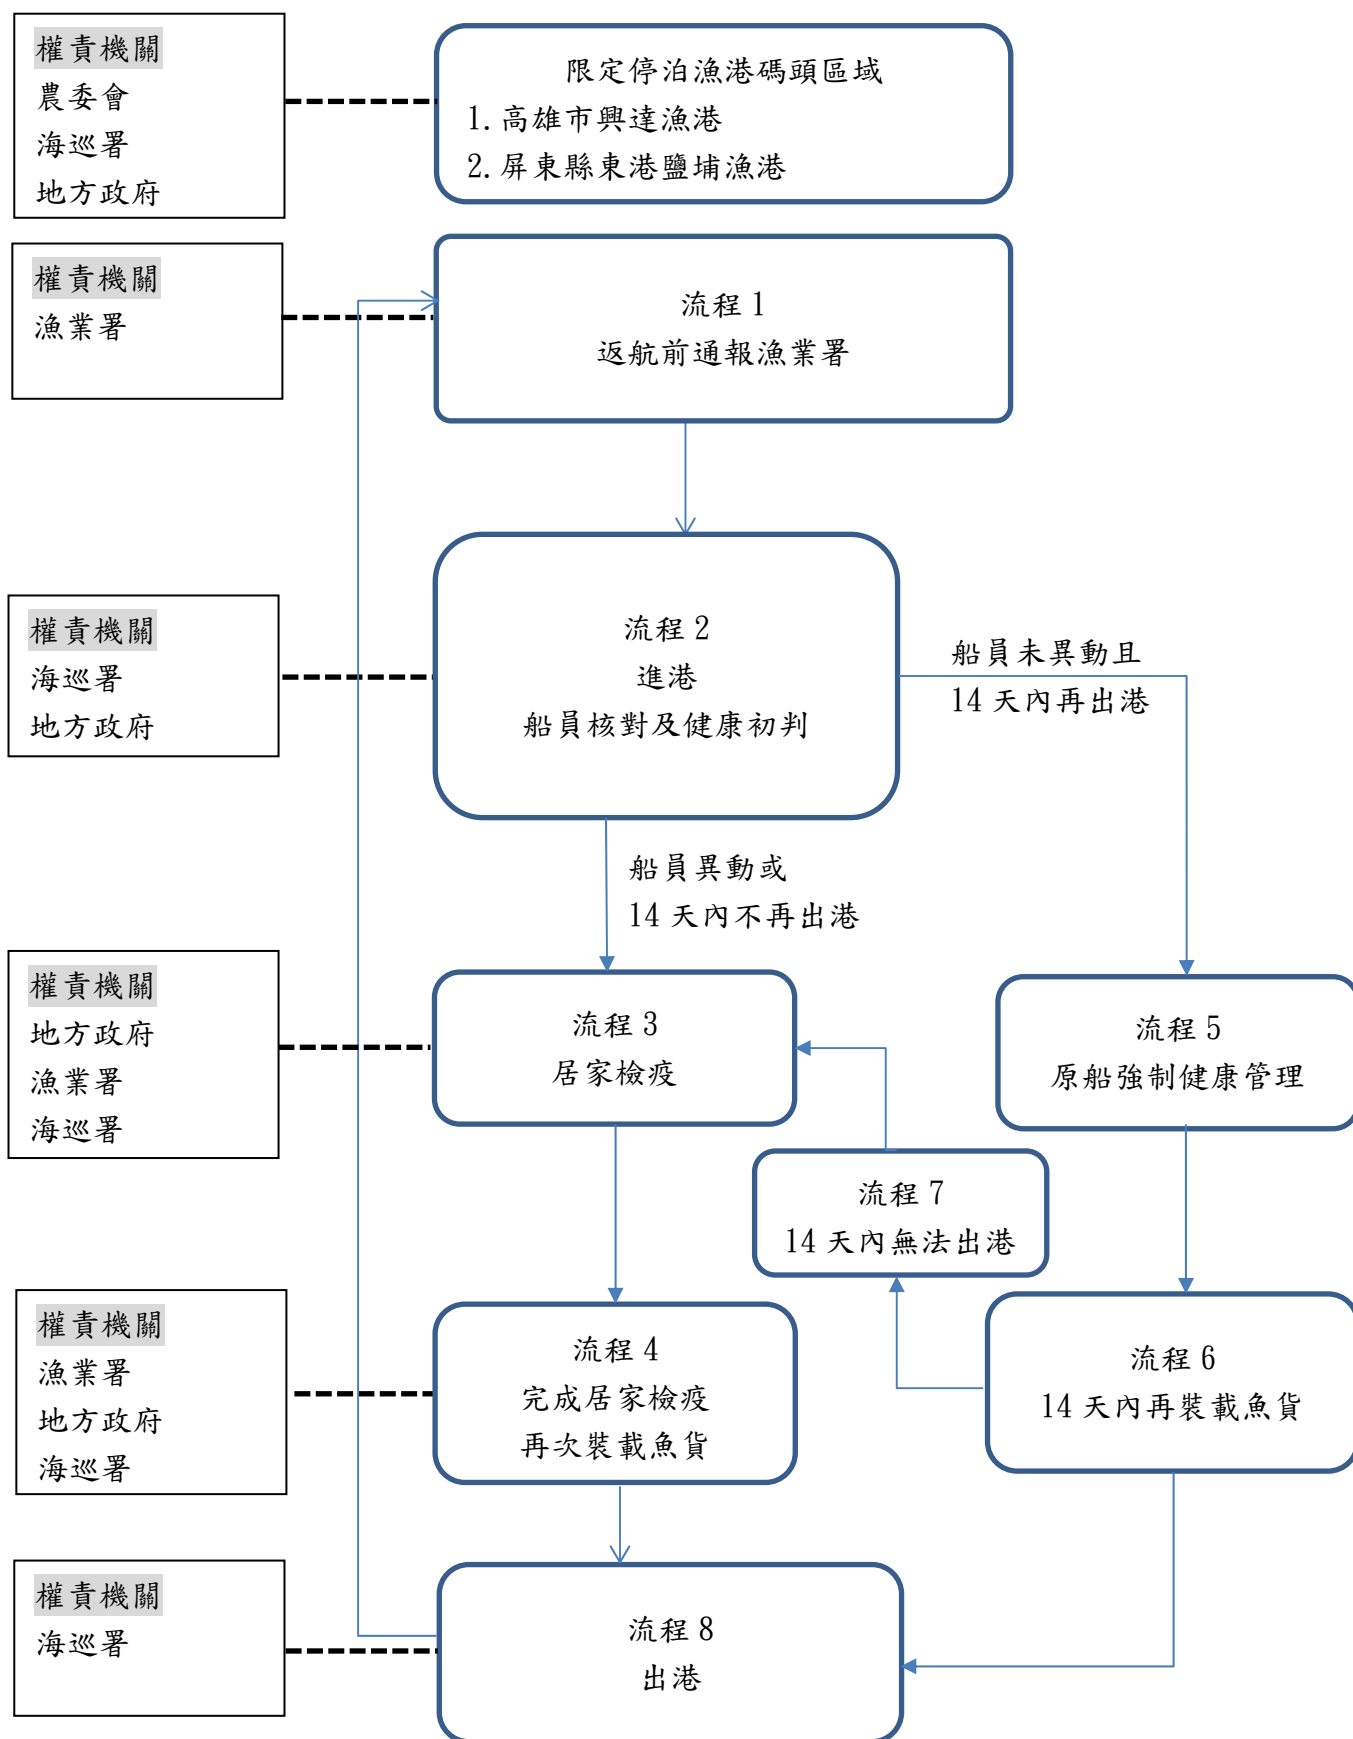 權責機關
農委會
海巡署
地方政府
限定停泊漁港碼頭區域
1.高雄市興達漁港
2.屏東縣東港鹽埔漁港
權責機關
漁業署
流程 1
返航前通報漁業署
權責機關
海巡署
地方政府
流程 2
進港
船員核對及健康初判
船員未異動且
14 天內再出港
船員異動或
14 天內不再出港
權責機關
地方政府
漁業署
海巡署
流程 3
居家檢疫
流程 5
原船強制健康管理
流程 7
14 天內無法出港
權責機關
漁業署
地方政府
海巡署
流程 4
完成居家檢疫
再次裝載魚貨
流程 6
14 天內再裝載魚貨
權責機關
海巡署
流程 8
出港